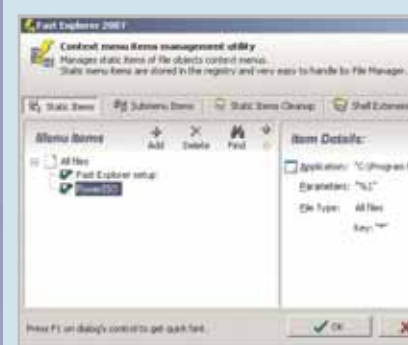 Fast Explorer 2007
Context menu items management utility
Manages static items of file objects context menus.
Static menu items are stored in the registry and very easy to handle by File Manager.
Static Items
Submenu Items
Static Items Cleanup
Shell Extension
Menu Items
Add
Delete
Find
All files
Fast Explorer setup
PowerISO
Item Details:
Application: "C:\Program
Parameters: "%1"
File Type: All files
Key: "*"
Press F1 on dialog's control to get quick hint.
OK